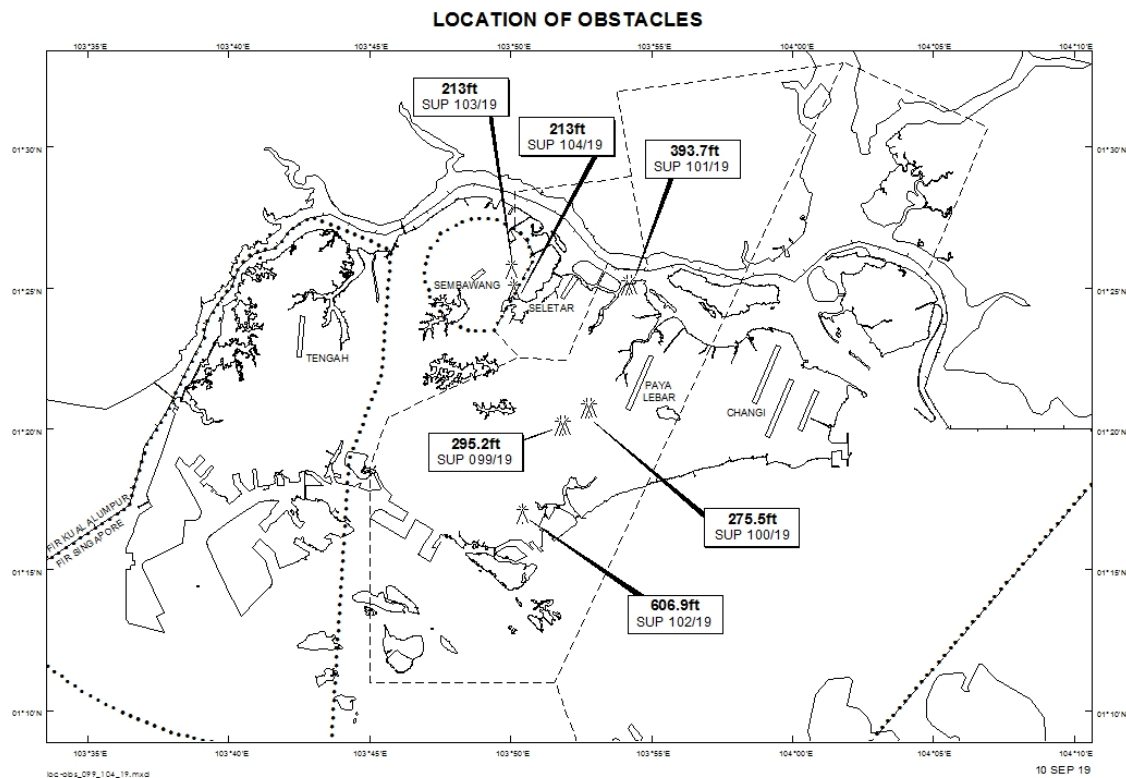 LOCATION OF OBSTACLES
103°35'E
103°40'E
103°45'E
103°50'E
103°55'E
104°00'E
104°05'E
104°10'E
213ft
SUP 103/19
213ft
SUP 104/19
393.7ft
SUP 101/19
01°30'N
01°30'N
01°25'N
01°25'N
SEMBAWANG
SELETAR
TENGAH
PAYA
LEBAR
CHANGI
01°20'N
01°20'N
295.2ft
SUP 099/19
275.5ft
SUP 100/19
FIR KUALA LUMPUR
FIR SINGAPORE
01°15'N
01°15'N
606.9ft
SUP 102/19
01°10'N
01°10'N
103°35'E
103°40'E
103°45'E
103°50'E
103°55'E
104°00'E
104°05'E
104°10'E
loc-obs_099_104_19.mxd
10 SEP 19